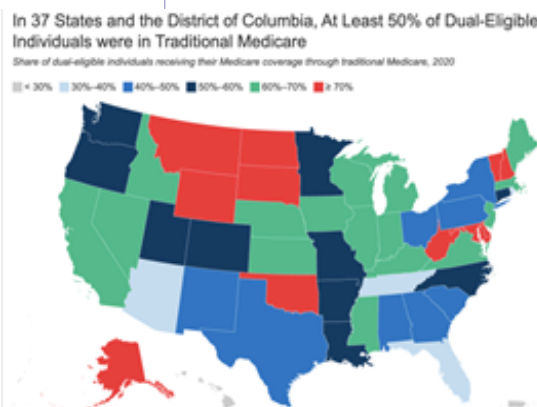 In 37 States and the District of Columbia, At Least 50% of Dual-Eligible
Individuals were in Traditional Medicare
Share of dual-eligible individuals receiving their Medicare coverage through traditional Medicare, 2020
< 30% 30%–40% 40%–50% 50%–60% 60%–70% ≥ 70%